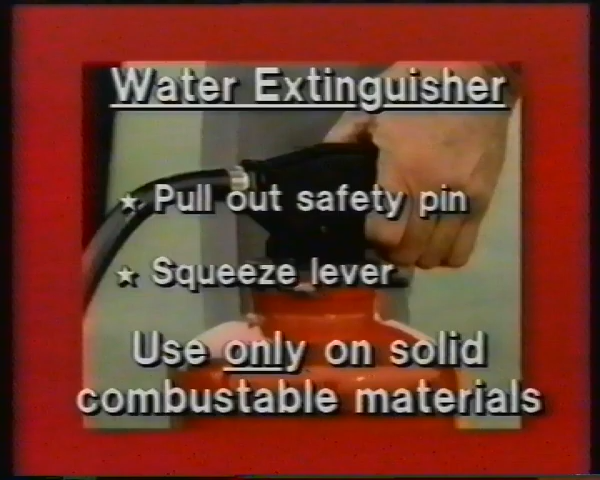 Water Extinguisher
★ Pull out safety pin
★ Squeeze lever
Use only on solid
combustable materials